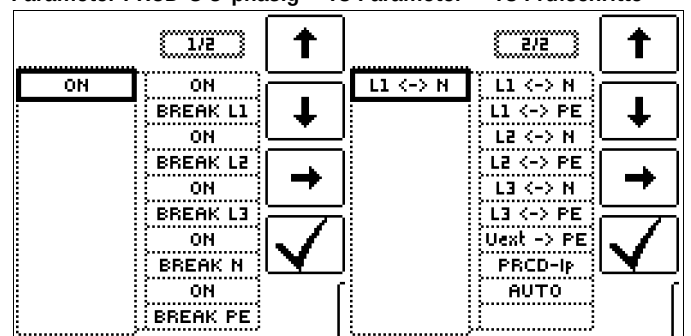 Parameter PRCD-S 3-phasig – 18 Parameter = 18 Prüfschritte
1/2
ON
ON
BREAK L1
ON
BREAK L2
ON
BREAK L3
ON
BREAK N
ON
BREAK PE
2/2
L1 <-> N
L1 <-> N
L1 <-> PE
L2 <-> N
L2 <-> PE
L3 <-> N
L3 <-> PE
Uext -> PE
PRCD-Ip
AUTO